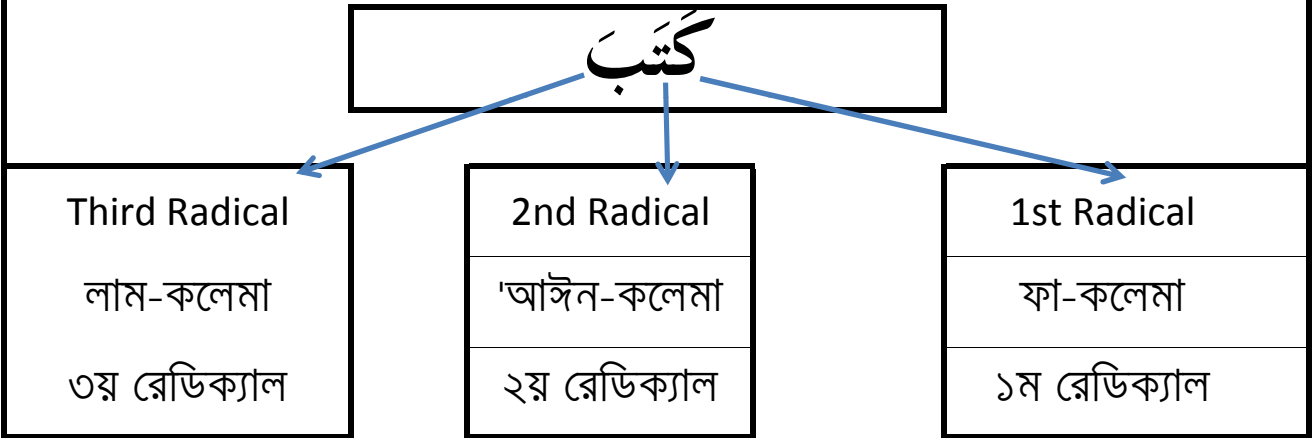 كَتَبَ
Third Radical
লাম-কলেমা
৩য় রেডিক্যাল
2nd Radical
'আঈন-কলেমা
২য় রেডিক্যাল
1st Radical
ফা-কলেমা
১ম রেডিক্যাল